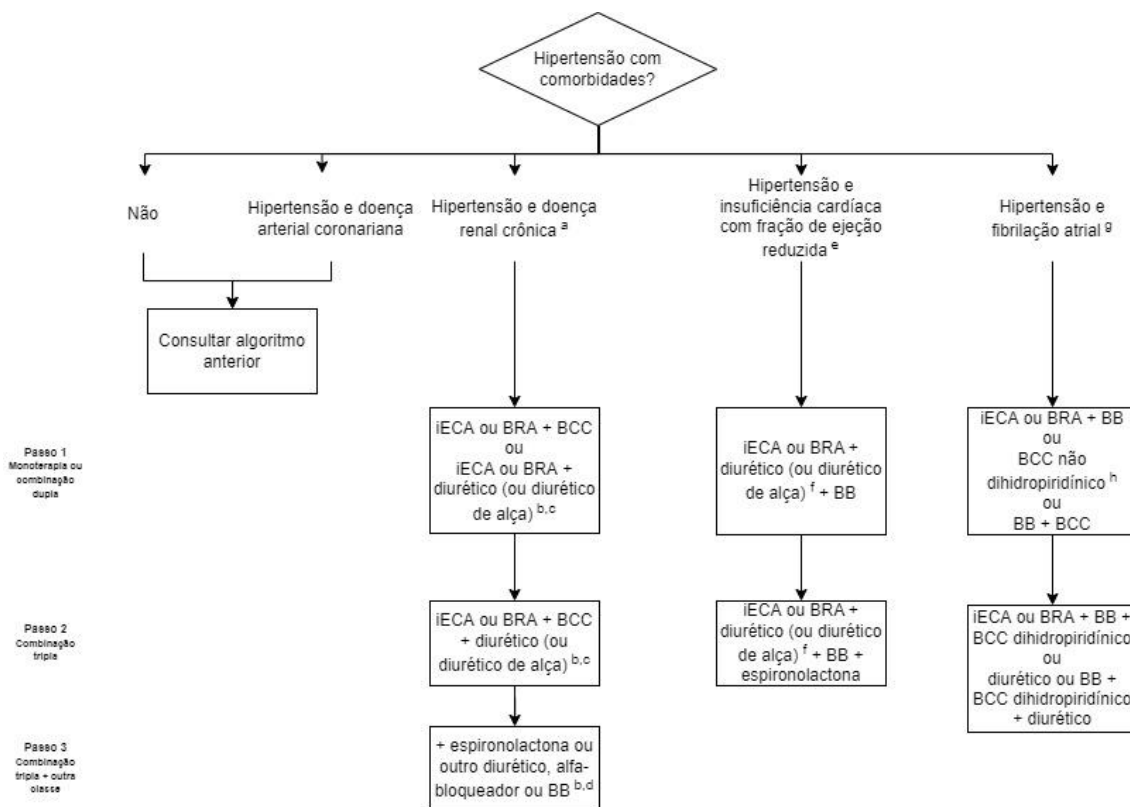 Hipertensão com
comorbidades?
Não
Hipertensão e doença
arterial coronariana
Hipertensão e doença
renal crônica a
Hipertensão e
insuficiência cardíaca
com fração de ejeção
reduzida e
Hipertensão e
fibrilação atrial g
Consultar algoritmo
anterior
Passo 1
Monoterapia ou
combinação
dupla
iECA ou BRA + BCC
ou
iECA ou BRA +
diurético (ou diurético
de alça) b,c
iECA ou BRA +
diurético (ou diurético
de alça) f + BB
iECA ou BRA + BB
ou
BCC não
dihidropiridínico h
ou
BB + BCC
Passo 2
Combinação
tripla
iECA ou BRA + BCC
+ diurético (ou
diurético de alça) b,c
iECA ou BRA +
diurético (ou diurético
de alça) f + BB +
espironolactona
iECA ou BRA + BB +
BCC dihidropiridínico
ou
diurético ou BB +
BCC dihidropiridínico
+ diurético
Passo 3
Combinação
tripla + outra
classe
+ espironolactona ou
outro diurético, alfa-
bloqueador ou BB b,d